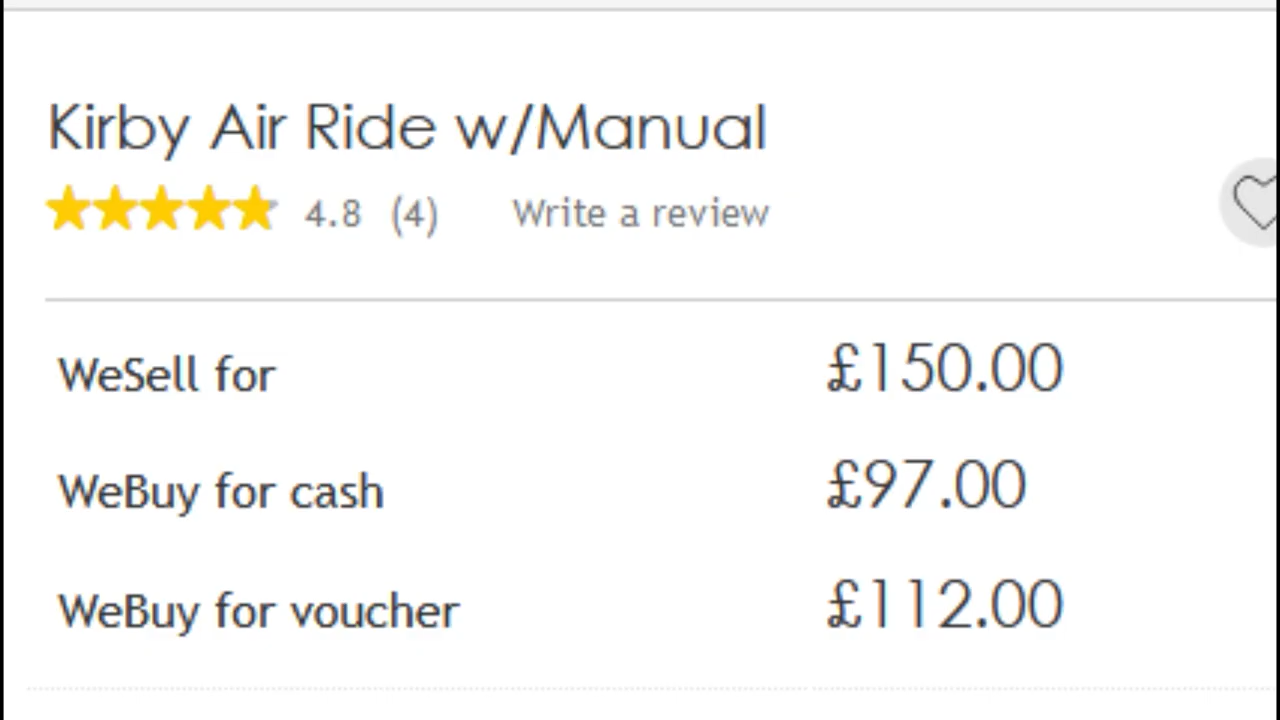 Kirby Air Ride w/Manual
4.8 (4) Write a review
WeSell for £150.00
WeBuy for cash £97.00
WeBuy for voucher £112.00